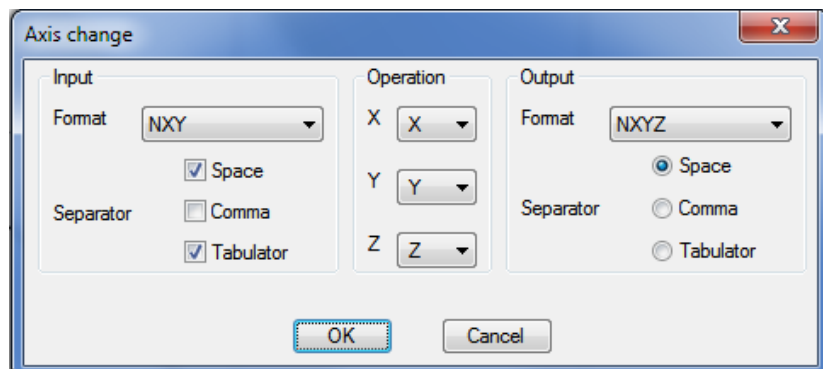 Axis change
Input
Format
NXY
Separator
Space
Comma
Tabulator
Operation
X
X
Y
Y
Z
Z
Output
Format
NXYZ
Separator
Space
Comma
Tabulator
OK
Cancel